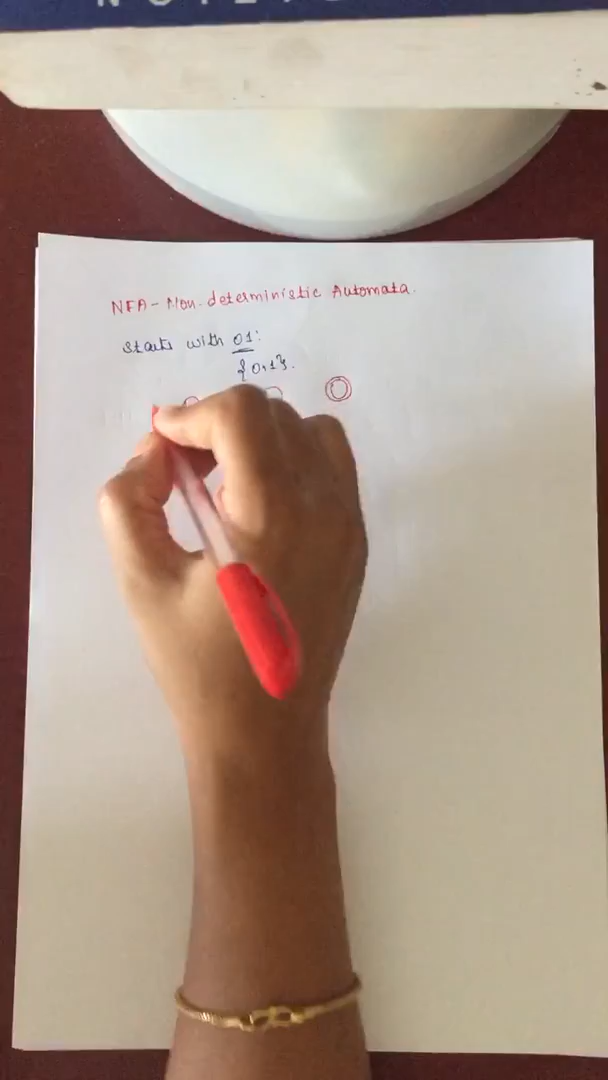 NFA - Non-deterministic Automata.
starts with 01:
{0,1}.